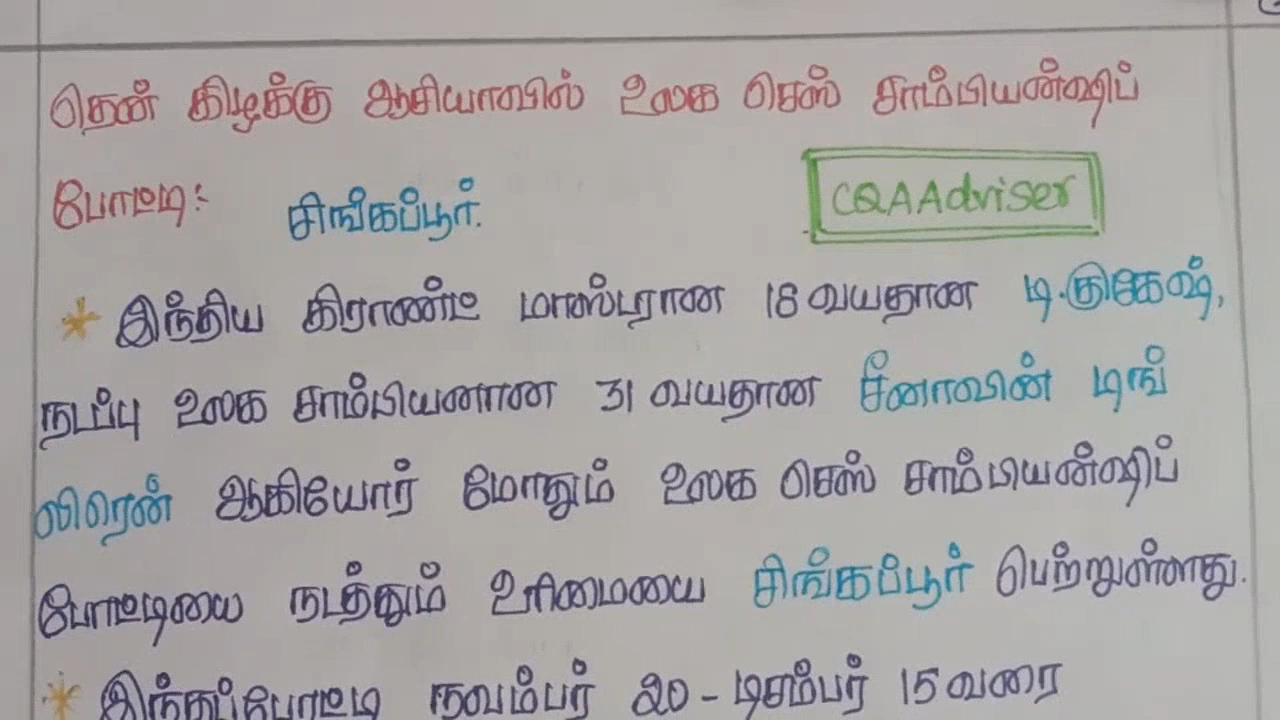 தென் கிழக்கு ஆசியாவில் உலக செஸ் சாம்பியன்ஷிப்
போட்டி: சிங்கப்பூர். CQAAdviser
* இந்திய கிராண்ட் மாஸ்டரான 18 வயதான டி.குகேஷ்,
நடப்பு உலக சாம்பியனான 31 வயதான சீனாவின் டிங்
லிரென் ஆகியோர் மோதும் உலக செஸ் சாம்பியன்ஷிப்
போட்டியை நடத்தும் உரிமையை சிங்கப்பூர் பெற்றுள்ளது.
* இந்தப்போட்டி நவம்பர் 20 - டிசம்பர் 15 வரை